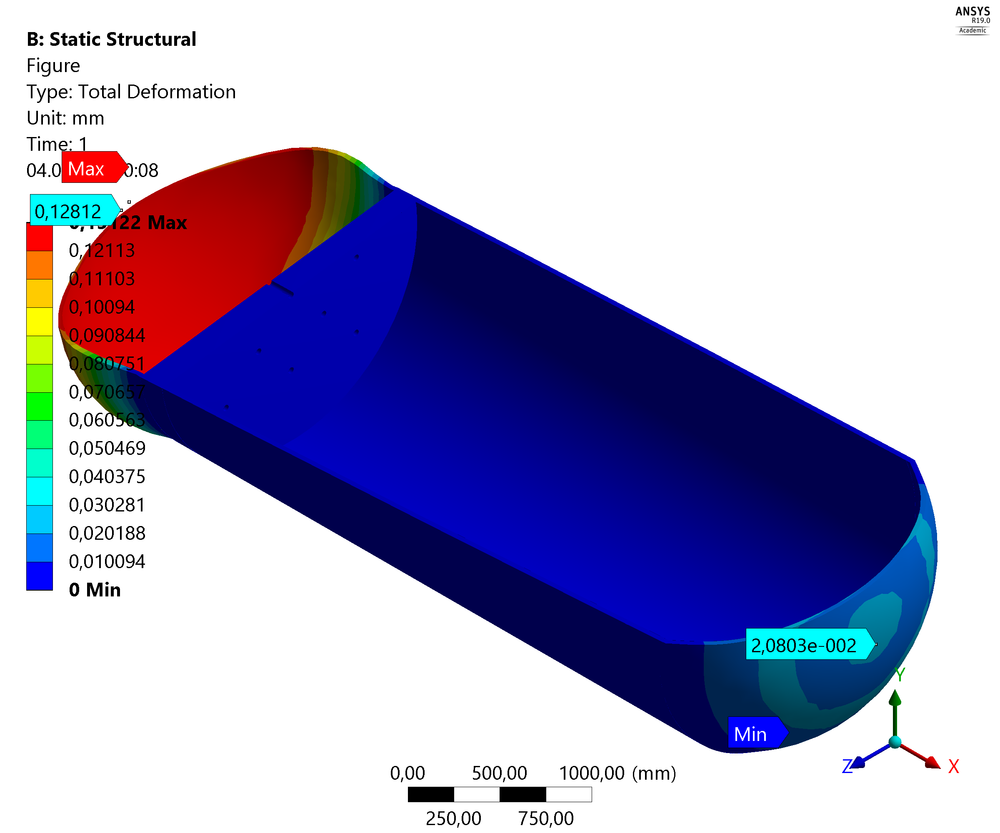 ANSYS
R19.0
Academic
B: Static Structural
Figure
Type: Total Deformation
Unit: mm
Time: 1
04.0 0:08
Max
0,12812
122 Max
0,12113
0,11103
0,10094
0,090844
0,080751
0,070657
0,060563
0,050469
0,040375
0,030281
0,020188
0,010094
0 Min
2,0803e-002
Min
Y
Z X
0,00 500,00 1000,00 (mm)
250,00 750,00